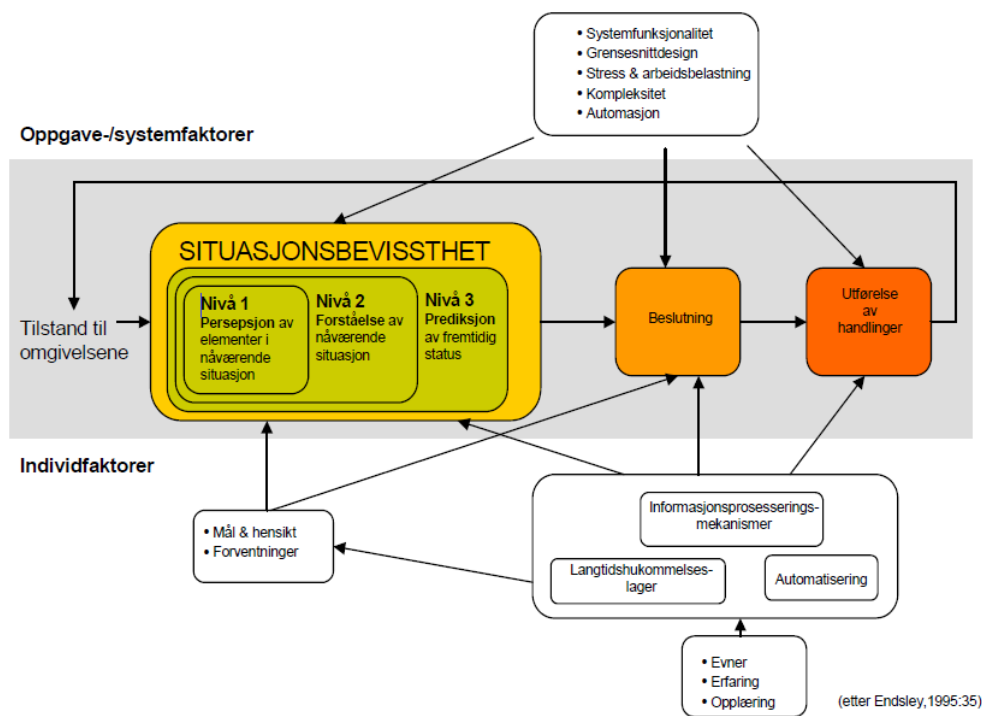 • Systemfunksjonalitet
• Grensesnittdesign
• Stress & arbeidsbelastning
• Kompleksitet
• Automasjon
Oppgave-/systemfaktorer
SITUASJONSBEVISSTHET
Nivå 1
Persepsjon av
elementer i
nåværende
situasjon
Nivå 2
Forståelse av
nåværende
situasjon
Nivå 3
Prediksjon
av fremtidig
status
Tilstand til
omgivelsene
Beslutning
Utførelse
av
handlinger
Individfaktorer
• Mål & hensikt
• Forventninger
Informasjonsprosesserings-
mekanismer
Langtidshukommelses-
lager
Automatisering
• Evner
• Erfaring
• Opplæring
(etter Endsley,1995:35)